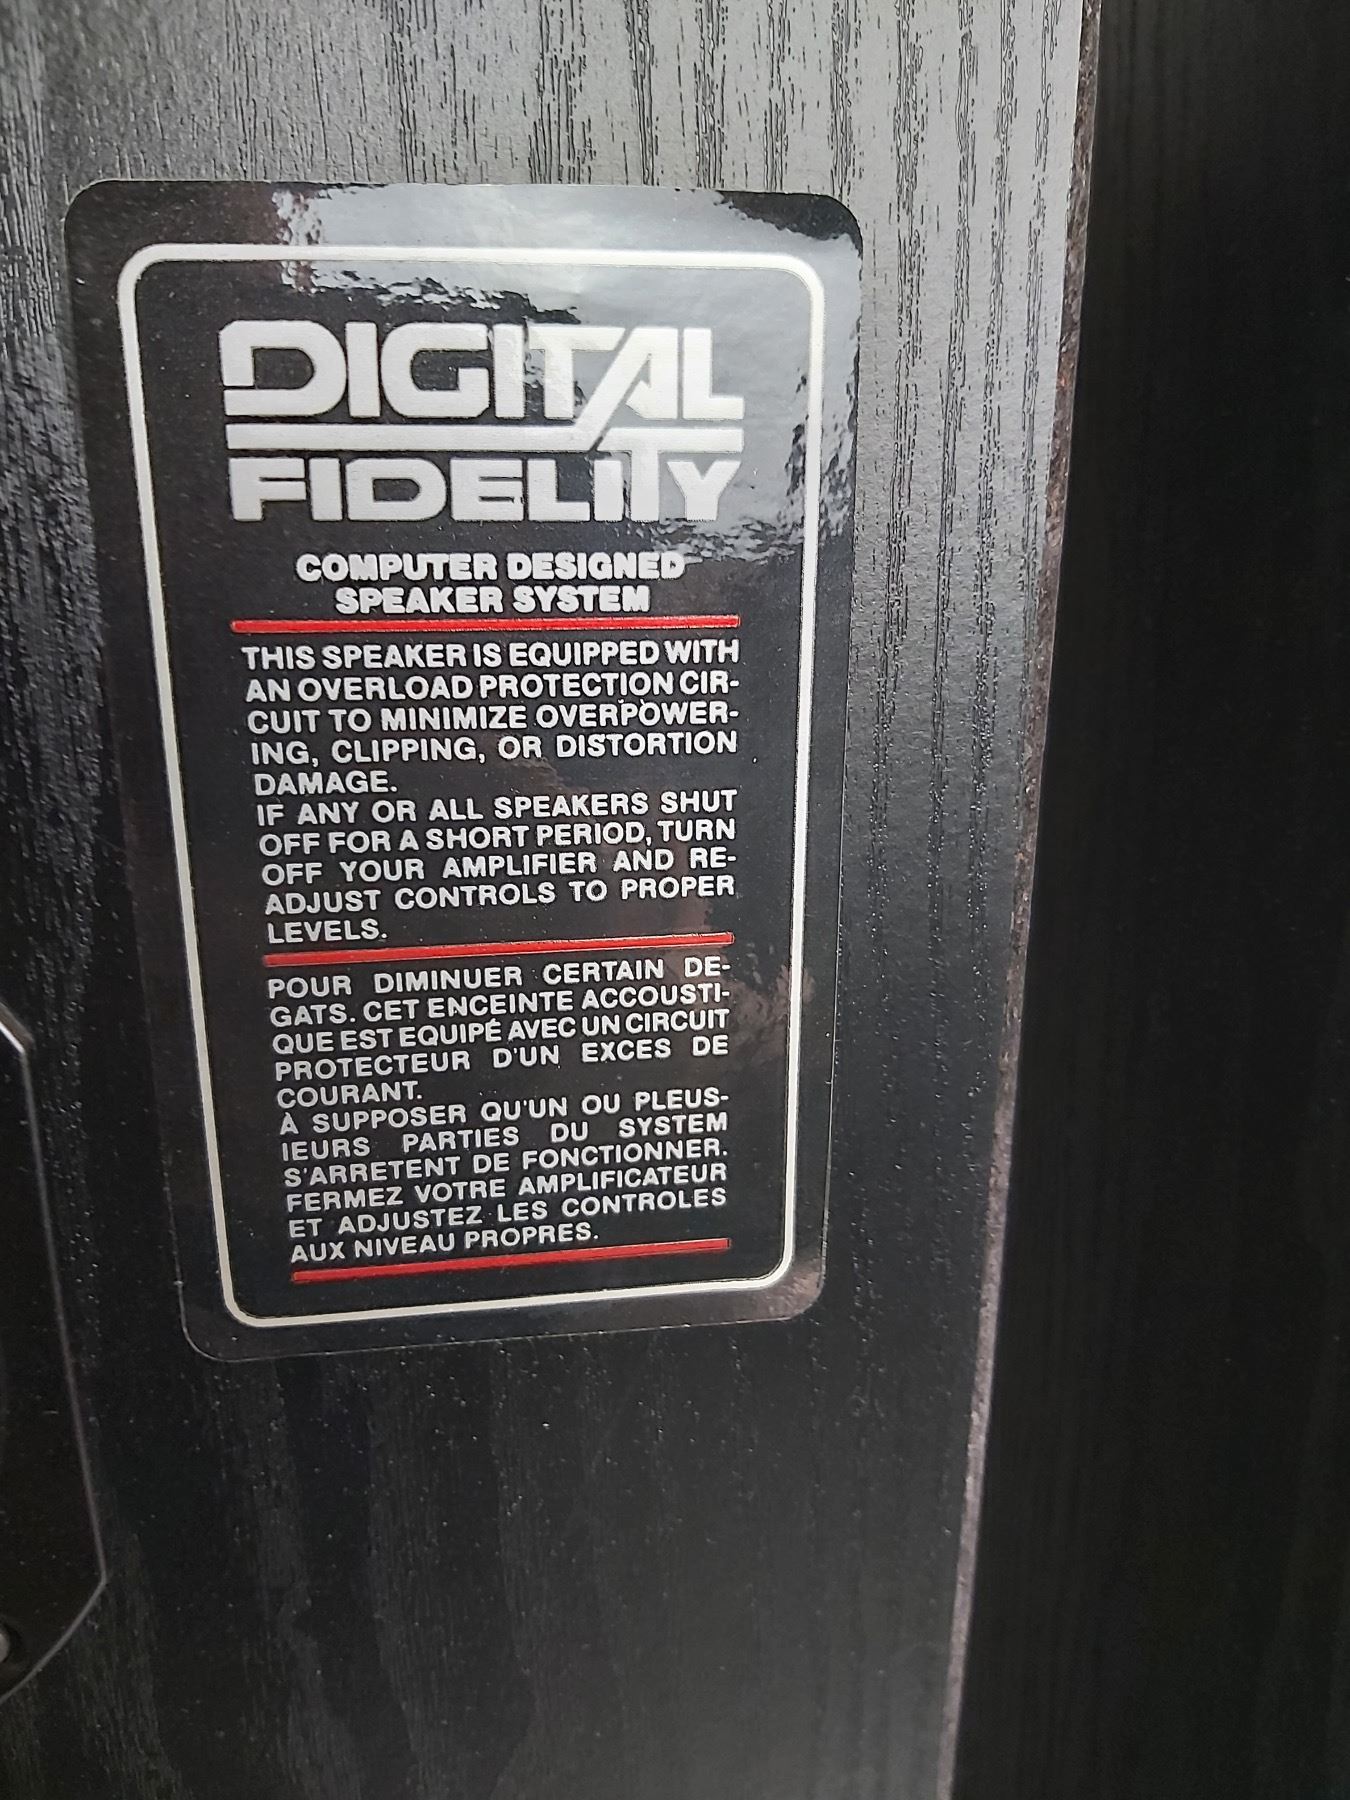 DIGITAL
FIDELITY
COMPUTER DESIGNED
SPEAKER SYSTEM
THIS SPEAKER IS EQUIPPED WITH
AN OVERLOAD PROTECTION CIR-
CUIT TO MINIMIZE OVERPOWER-
ING, CLIPPING, OR DISTORTION
DAMAGE.
IF ANY OR ALL SPEAKERS SHUT
OFF FOR A SHORT PERIOD, TURN
OFF YOUR AMPLIFIER AND RE-
ADJUST CONTROLS TO PROPER
LEVELS.
POUR DIMINUER CERTAIN DE-
GATS. CET ENCEINTE ACCOUSTI-
QUE EST EQUIPÉ AVEC UN CIRCUIT
PROTECTEUR D'UN EXCES DE
COURANT.
À SUPPOSER QU'UN OU PLEUS-
IEURS PARTIES DU SYSTEM
S'ARRETENT DE FONCTIONNER.
FERMEZ VOTRE AMPLIFICATEUR
ET ADJUSTEZ LES CONTROLES
AUX NIVEAU PROPRES.